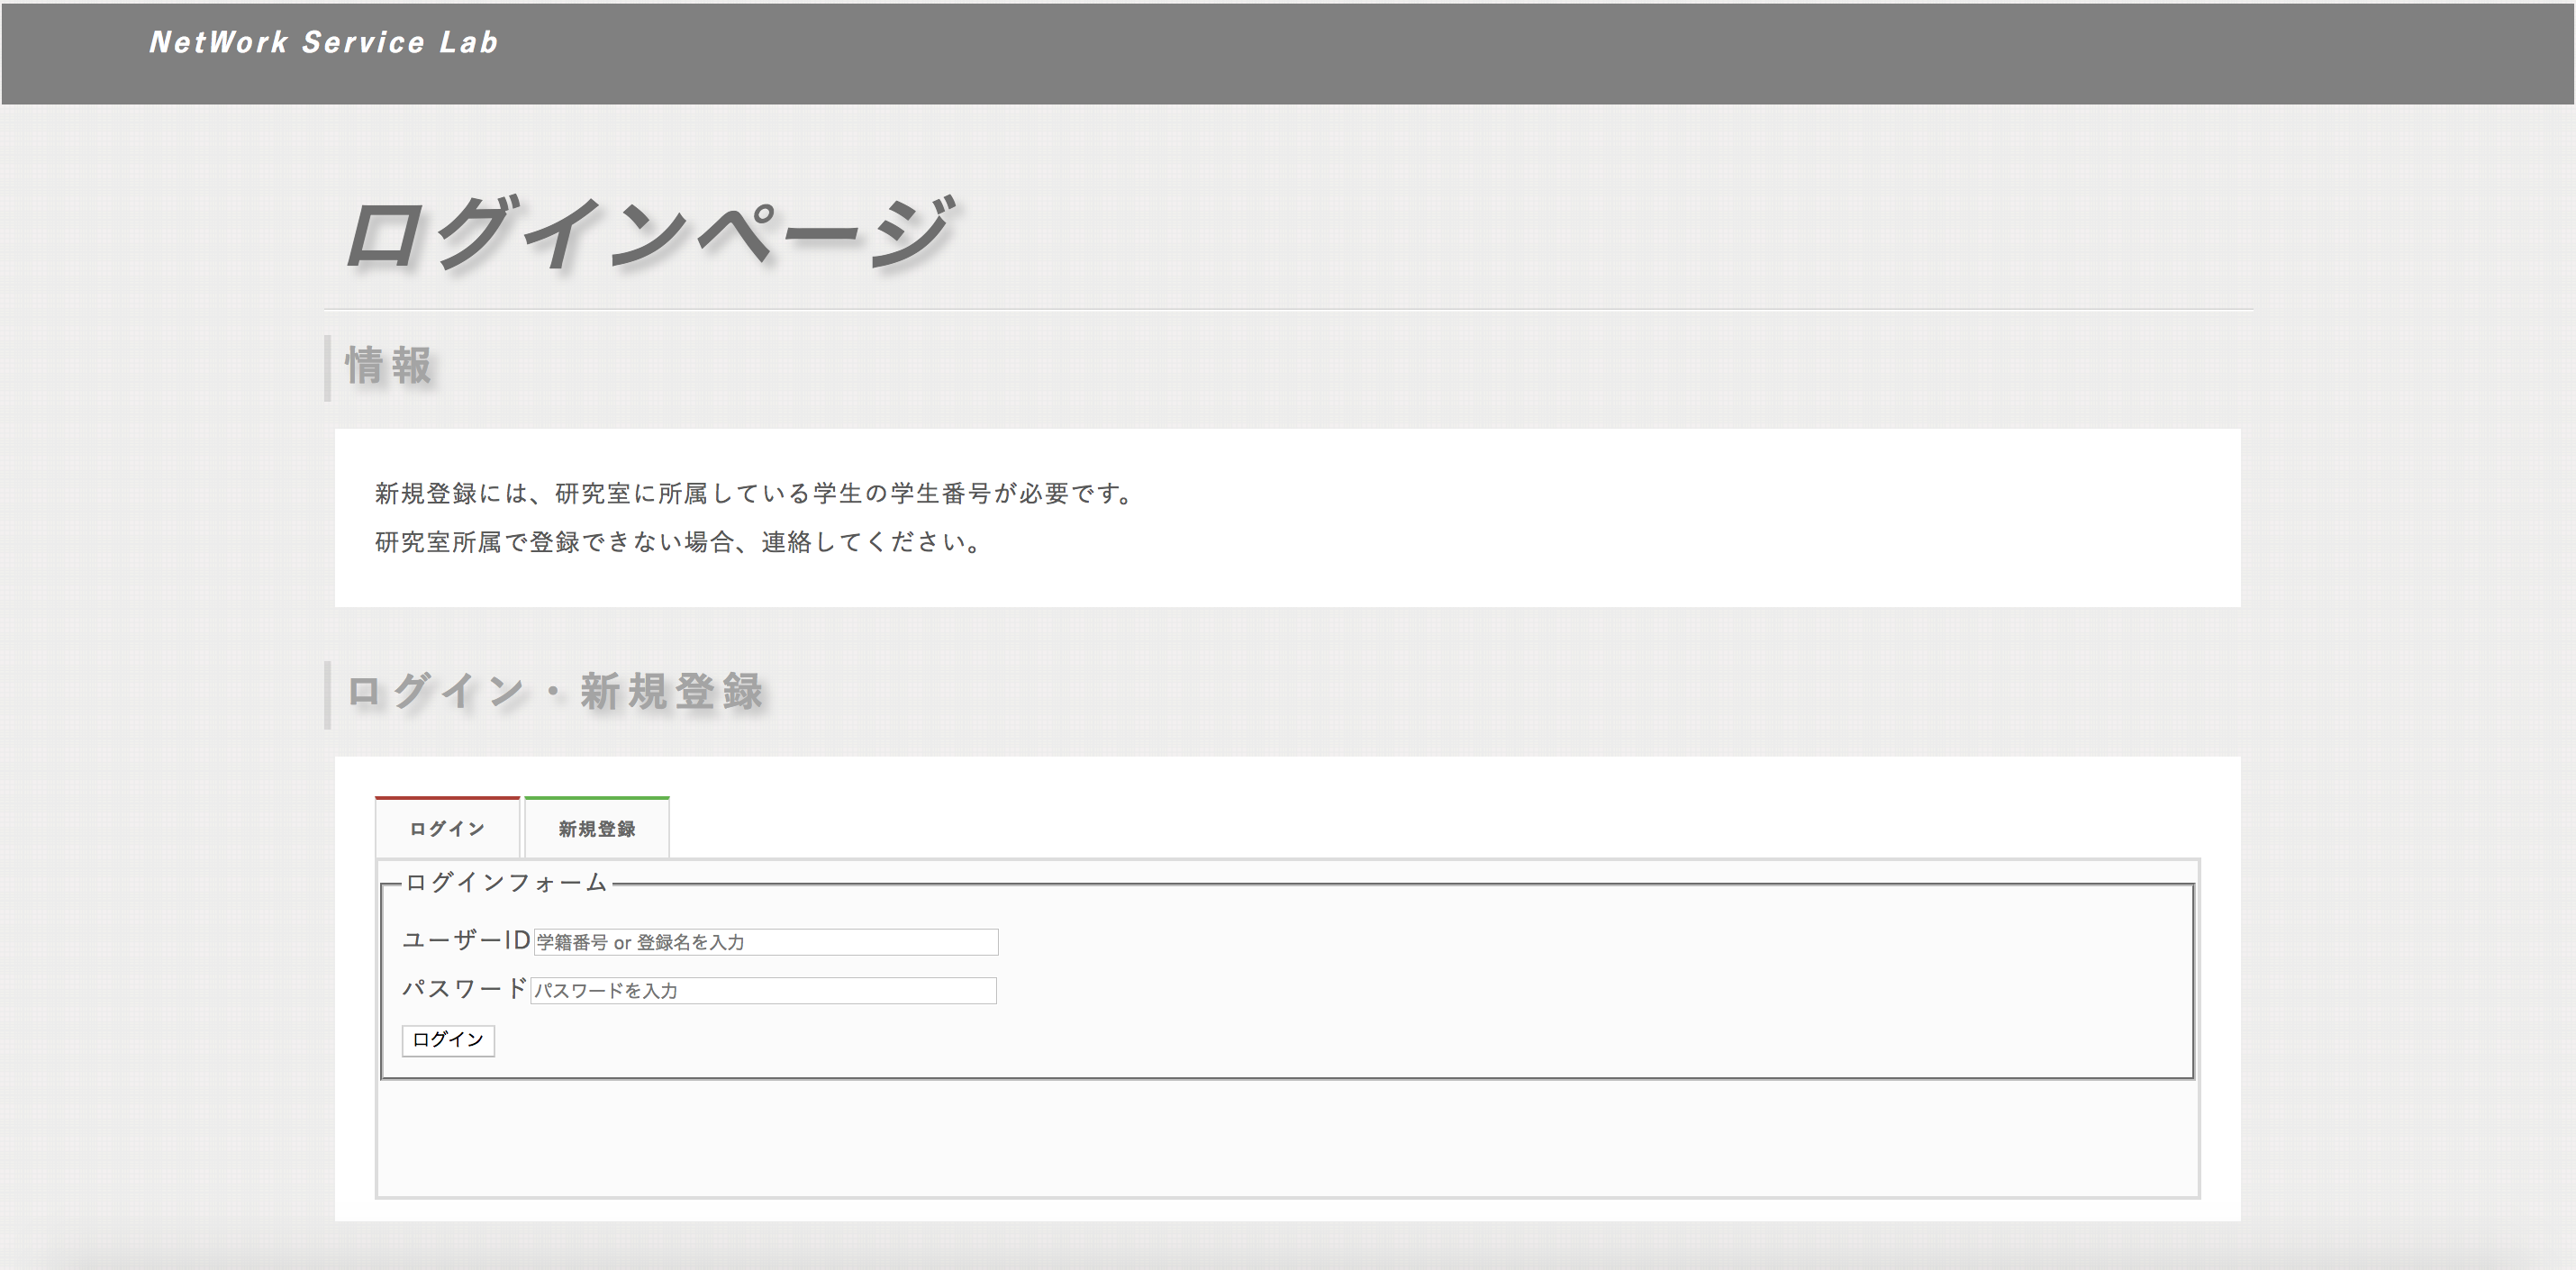 NetWork Service Lab
ログインページ
情報
新規登録には、研究室に所属している学生の学生番号が必要です。
研究室所属で登録できない場合、連絡してください。
ログイン・新規登録
ログイン 新規登録
ログインフォーム
ユーザーID 学籍番号 or 登録名を入力
パスワード パスワードを入力
ログイン